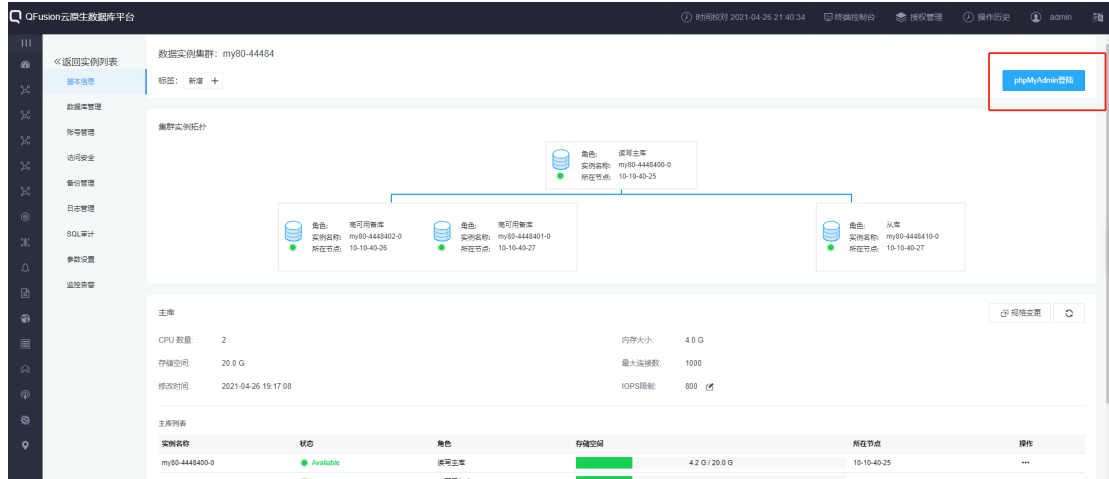 QFusion云原生数据库平台
时间校对 2021-04-26 21:40:34 终端控制台 授权管理 操作历史 admin
≪返回实例列表
基本信息
数据库管理
账号管理
访问安全
备份管理
日志管理
SQL审计
参数设置
监控告警
数据实例集群：my80-44484
标签： 新增 +
phpMyAdmin登陆
集群实例拓扑
角色: 读写主库
实例名称: my80-4448400-0
所在节点: 10-10-40-25
角色: 高可用备库
实例名称: my80-4448402-0
所在节点: 10-10-40-26
角色: 高可用备库
实例名称: my80-4448401-0
所在节点: 10-10-40-27
角色: 从库
实例名称: my80-4448410-0
所在节点: 10-10-40-27
主库
规格变更
CPU 数量: 2 内存大小: 4.0 G
存储空间: 20.0 G 最大连接数: 1000
修改时间: 2021-04-26 19:17:08 IOPS限制: 800
主库列表
实例名称 状态 角色 存储空间 所在节点 操作
my80-4448400-0 Available 读写主库 4.2 G / 20.0 G 10-10-40-25 ···